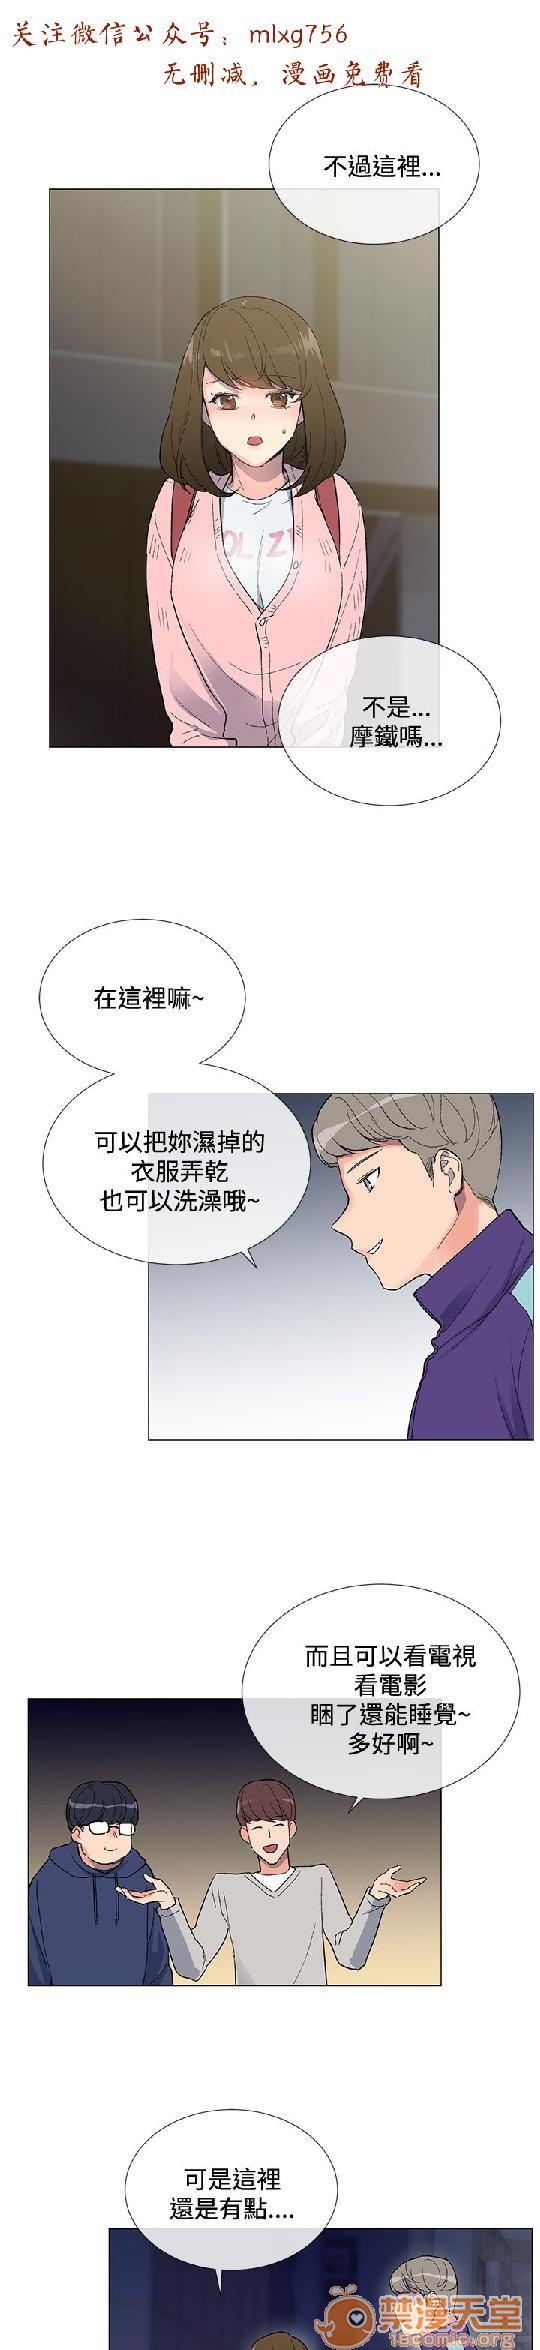 关注微信公众号：mlxg756
无删减．漫画免费看
不過這裡...
OL ZI
不是...
摩鐵嗎...
在這裡嘛~
可以把妳濕掉的
衣服弄乾
也可以洗澡哦~
而且可以看電視
看電影
睏了還能睡覺~
多好啊~
可是這裡
還是有點....
禁漫天堂
18comic.org